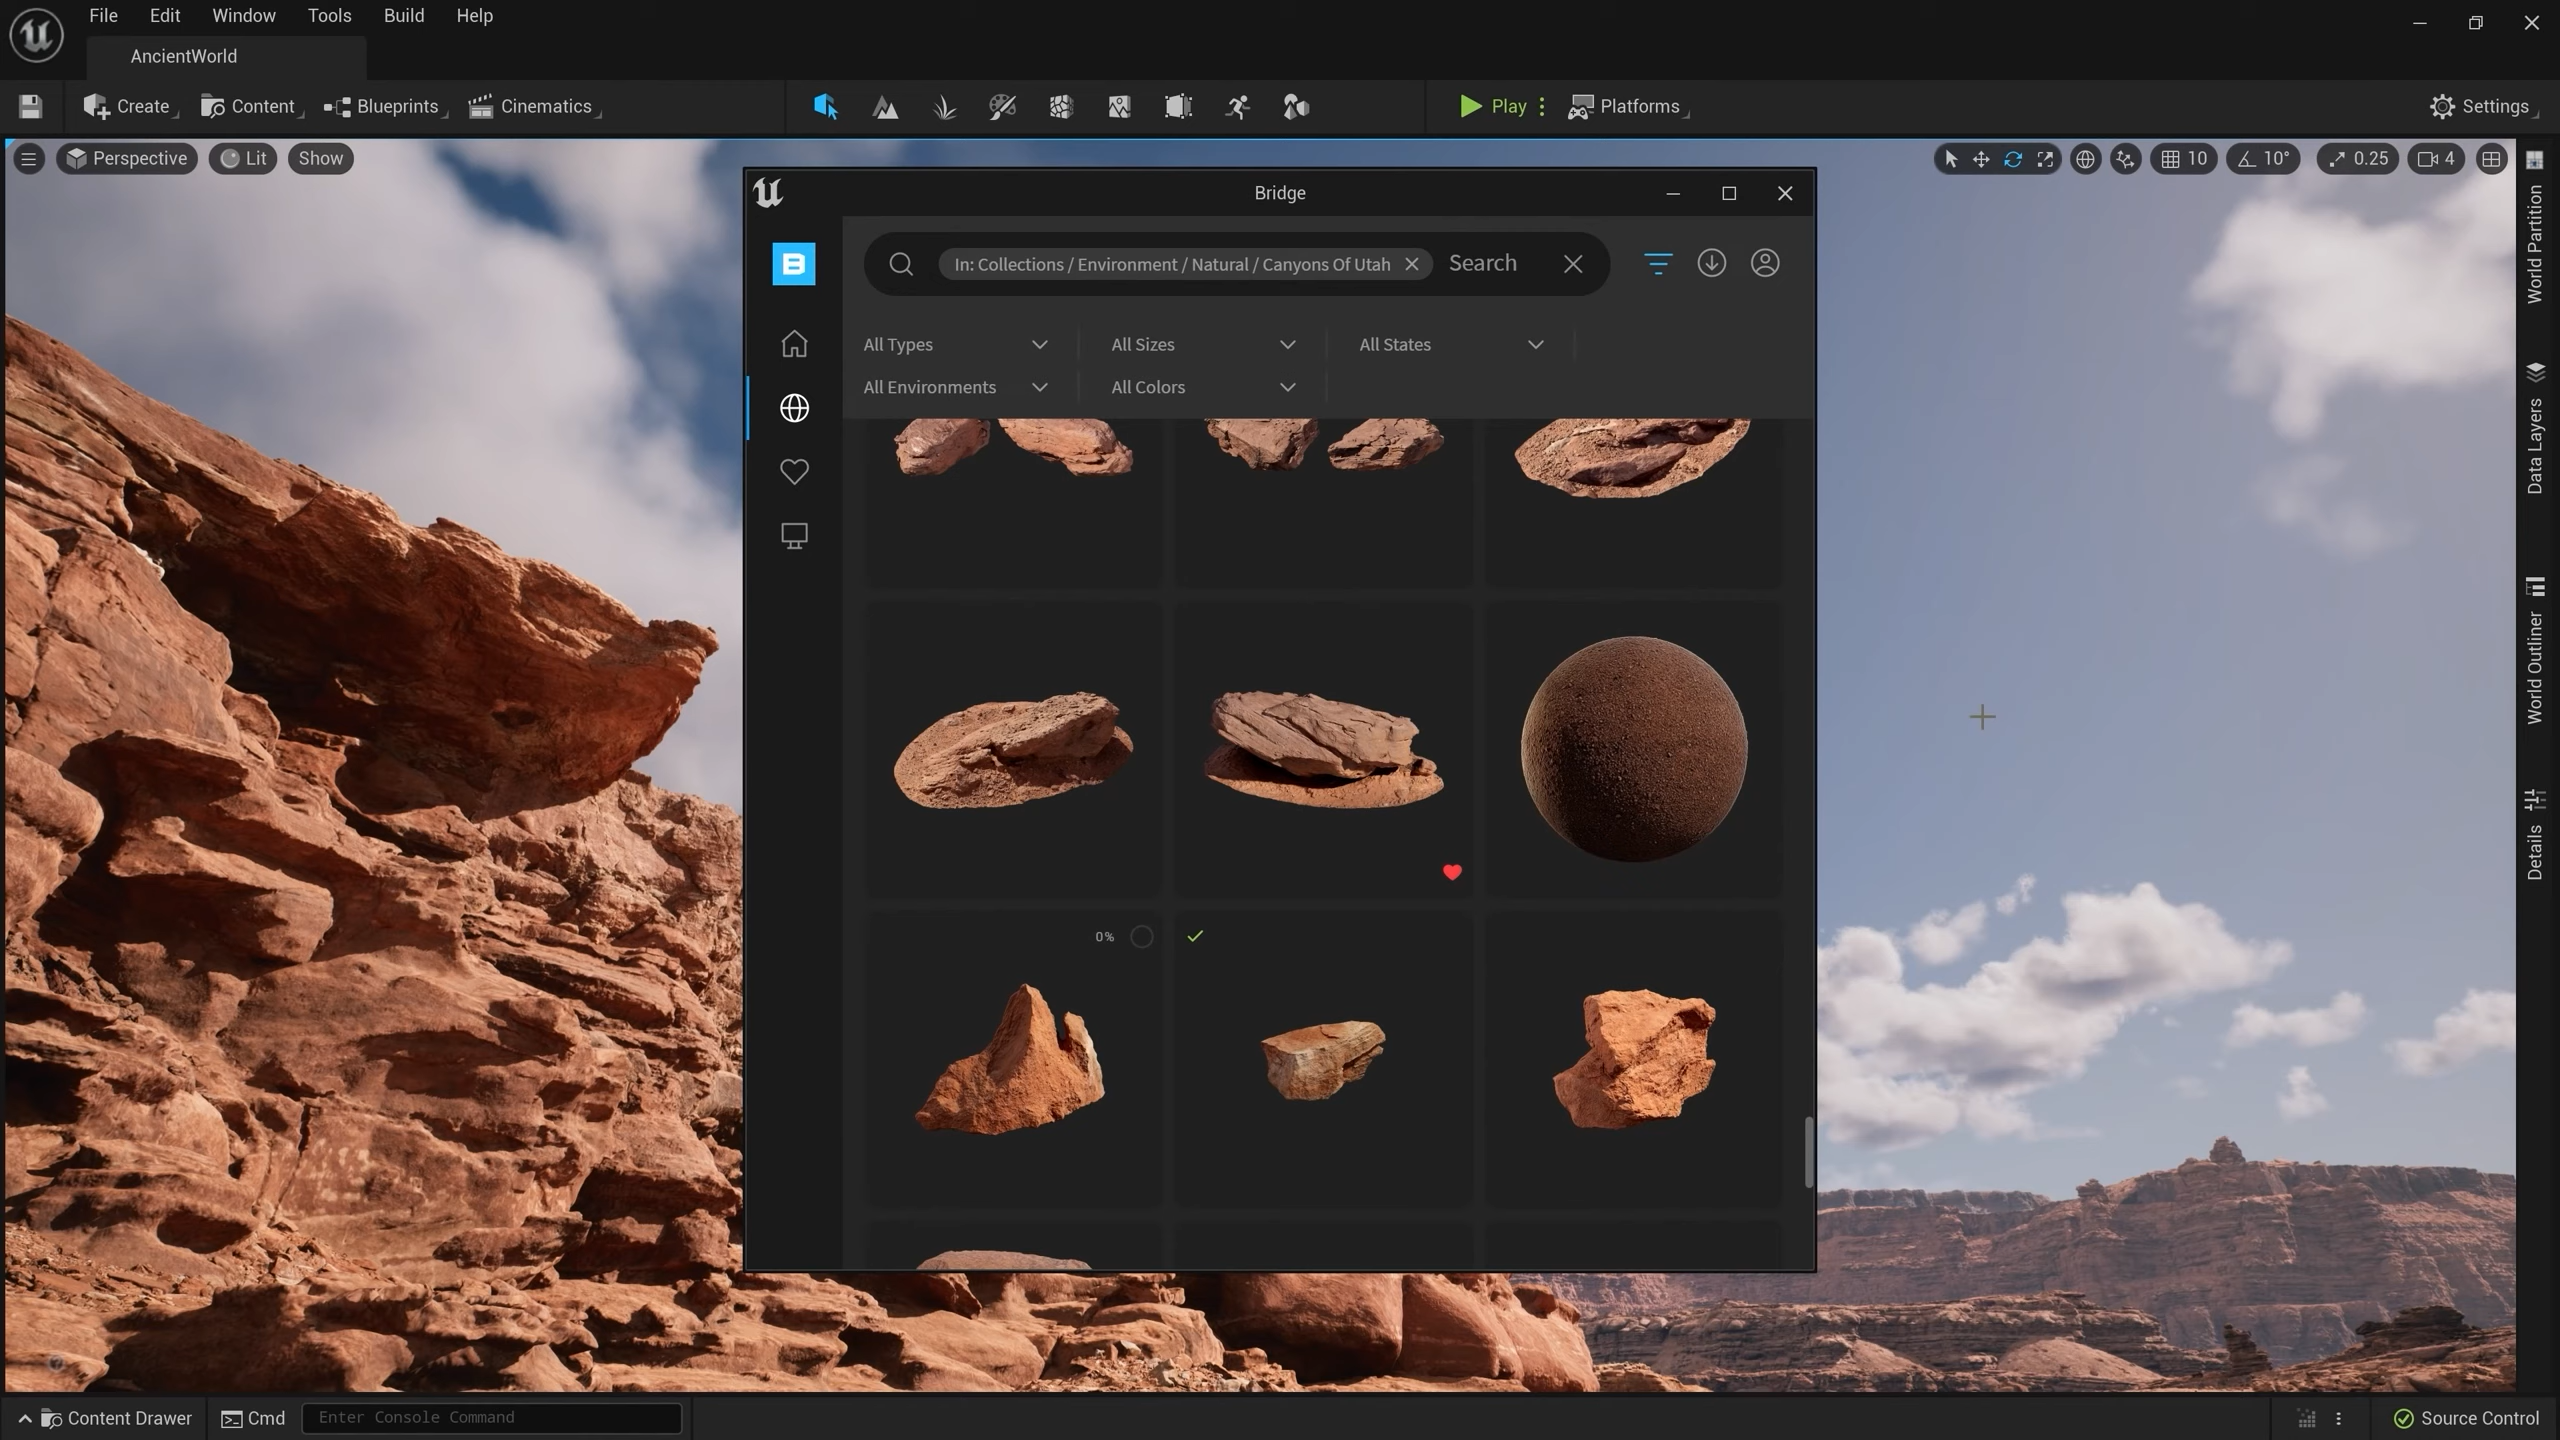 File Edit Window Tools Build Help
AncientWorld
Create Content Blueprints Cinematics Play Platforms Settings
Perspective Lit Show 10 10° 0.25 4
Bridge
In: Collections / Environment / Natural / Canyons Of Utah Search
All Types All Sizes All States
All Environments All Colors
0%
World Partition
Data Layers
World Outliner
Details
Content Drawer Cmd Enter Console Command Source Control